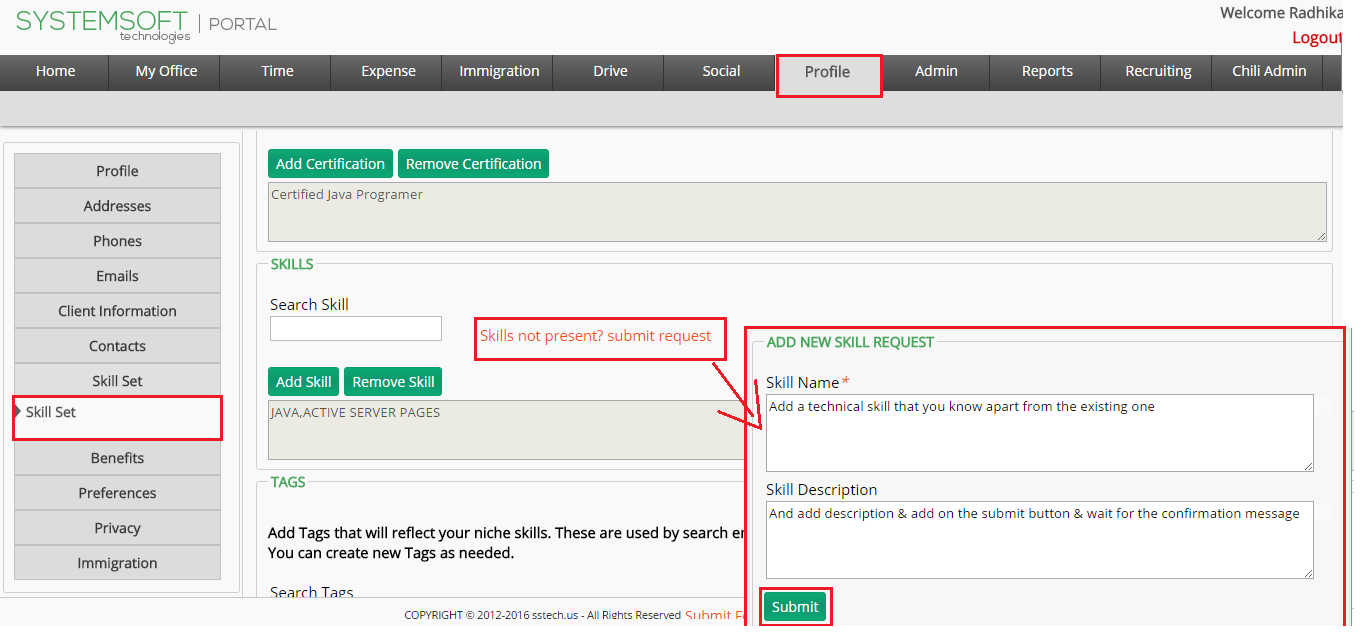 SYSTEMSOFT | PORTAL
technologies
Welcome Radhika
Logout
Home My Office Time Expense Immigration Drive Social Profile Admin Reports Recruiting Chili Admin
Profile
Addresses
Phones
Emails
Client Information
Contacts
Skill Set
Skill Set
Benefits
Preferences
Privacy
Immigration
Add Certification Remove Certification
Certified Java Programer
SKILLS
Search Skill
Skills not present? submit request
Add Skill Remove Skill
JAVA,ACTIVE SERVER PAGES
TAGS
Add Tags that will reflect your niche skills. These are used by search
You can create new Tags as needed.
Search Tags
ADD NEW SKILL REQUEST
Skill Name*
Add a technical skill that you know apart from the existing one
Skill Description
And add description & add on the submit button & wait for the confirmation message
Submit
COPYRIGHT © 2012-2016 sstech.us - All Rights Reserved Submit